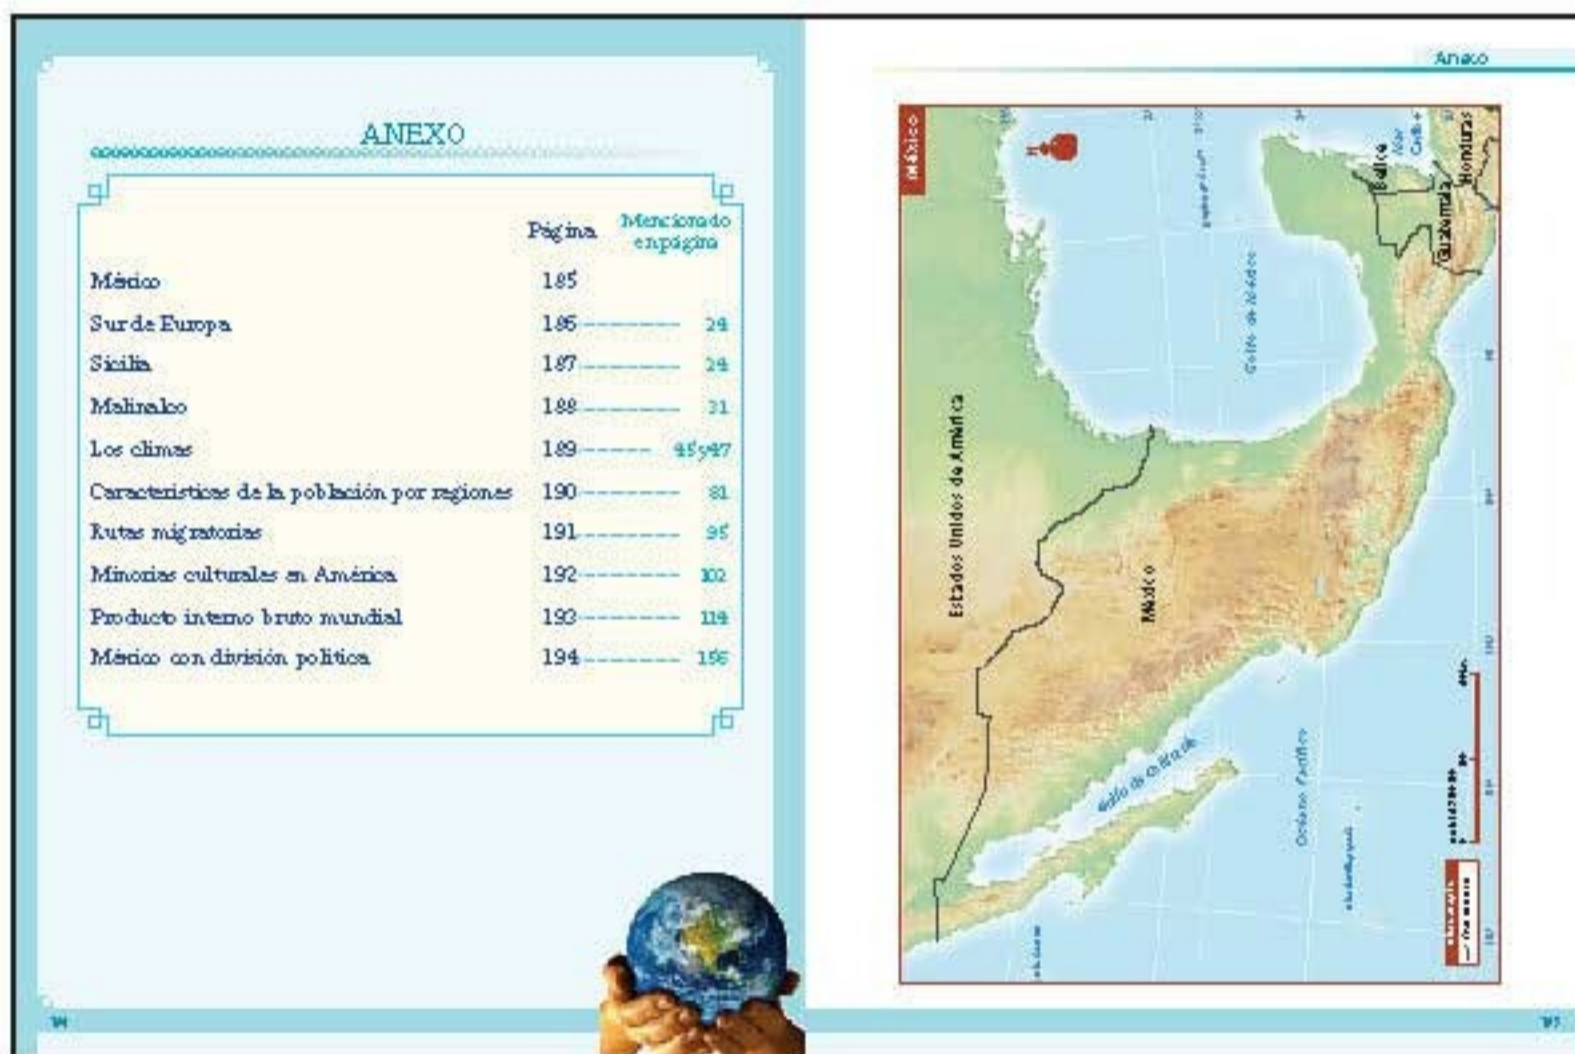 ANEXO
Página
Mencionado
en página
México 185
Sur de Europa 186 24
Sicilia 187 24
Malinalco 188 31
Los climas 189 45 y 47
Características de la población por regiones 190 81
Rutas migratorias 191 95
Minorías culturales en América 192 102
Producto interno bruto mundial 193 114
México con división política 194 156
Anexo
México
Estados Unidos de América
México
Golfo de México
Belice
Mar
Caribe
Guatemala
Honduras
Golfo de California
Océano Pacífico